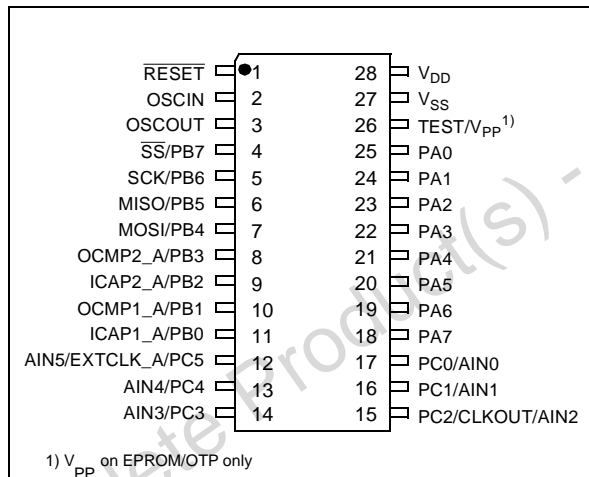 RESET 1 28 VDD
OSCIN 2 27 VSS
OSCOUT 3 26 TEST/VPP1)
SS/PB7 4 25 PA0
SCK/PB6 5 24 PA1
MISO/PB5 6 23 PA2
MOSI/PB4 7 22 PA3
OCMP2_A/PB3 8 21 PA4
ICAP2_A/PB2 9 20 PA5
OCMP1_A/PB1 10 19 PA6
ICAP1_A/PB0 11 18 PA7
AIN5/EXTCLK_A/PC5 12 17 PC0/AIN0
AIN4/PC4 13 16 PC1/AIN1
AIN3/PC3 14 15 PC2/CLKOUT/AIN2
1) VPP on EPROM/OTP only
lete Product(s) -